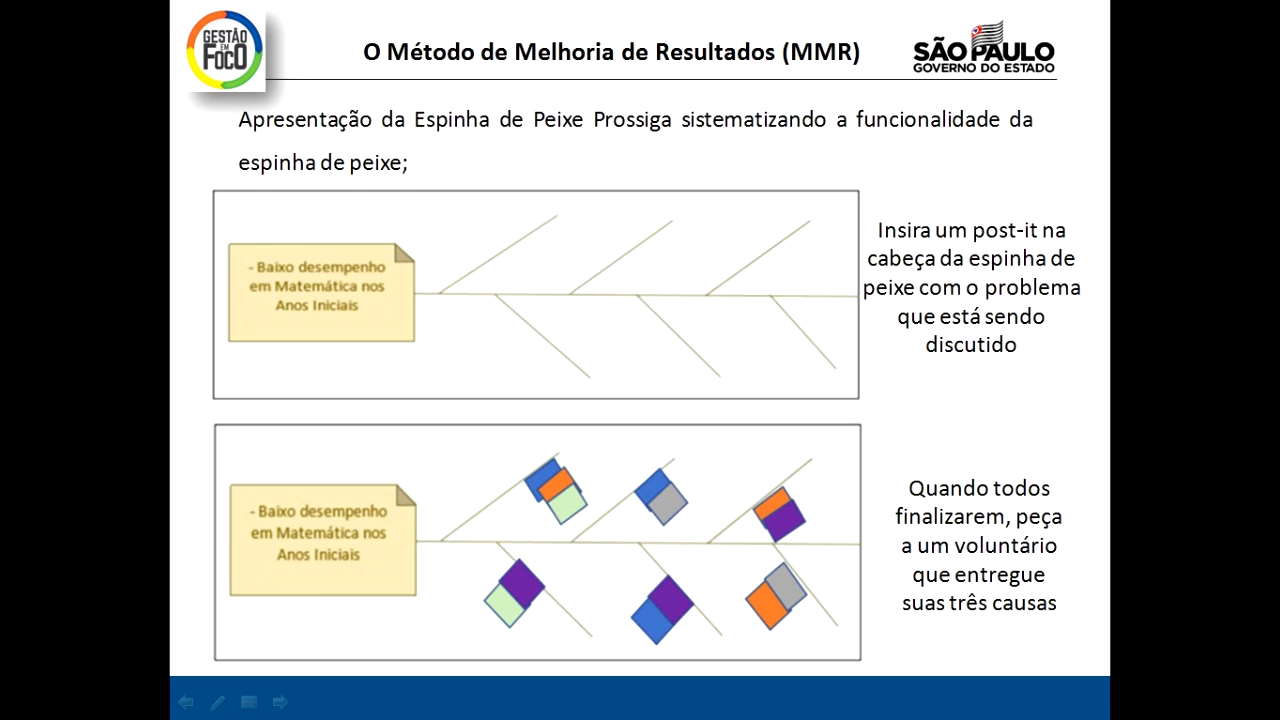 GESTÃO
EM
FOCO
O Método de Melhoria de Resultados (MMR)
SÃO PAULO
GOVERNO DO ESTADO
Apresentação da Espinha de Peixe Prossiga sistematizando a funcionalidade da
espinha de peixe;
- Baixo desempenho
em Matemática nos
Anos Iniciais
Insira um post-it na
cabeça da espinha de
peixe com o problema
que está sendo
discutido
- Baixo desempenho
em Matemática nos
Anos Iniciais
Quando todos
finalizarem, peça
a um voluntário
que entregue
suas três causas